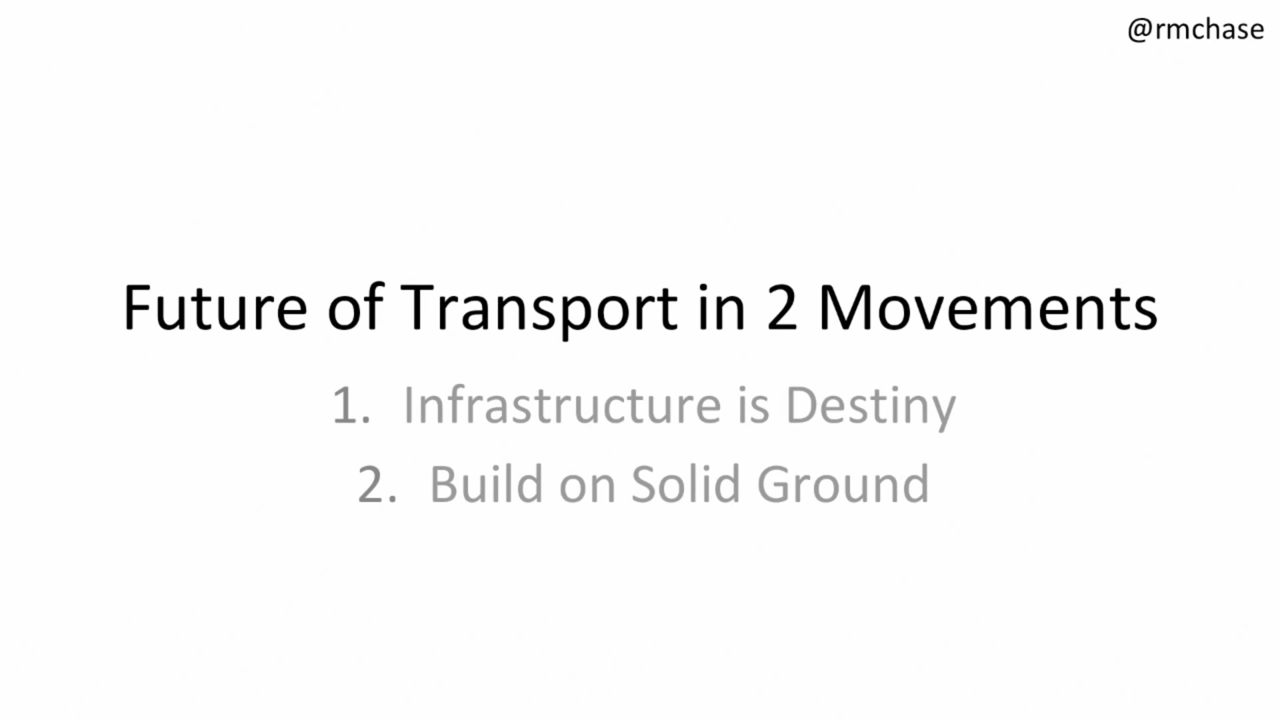 @rmchase
Future of Transport in 2 Movements
1. Infrastructure is Destiny
2. Build on Solid Ground